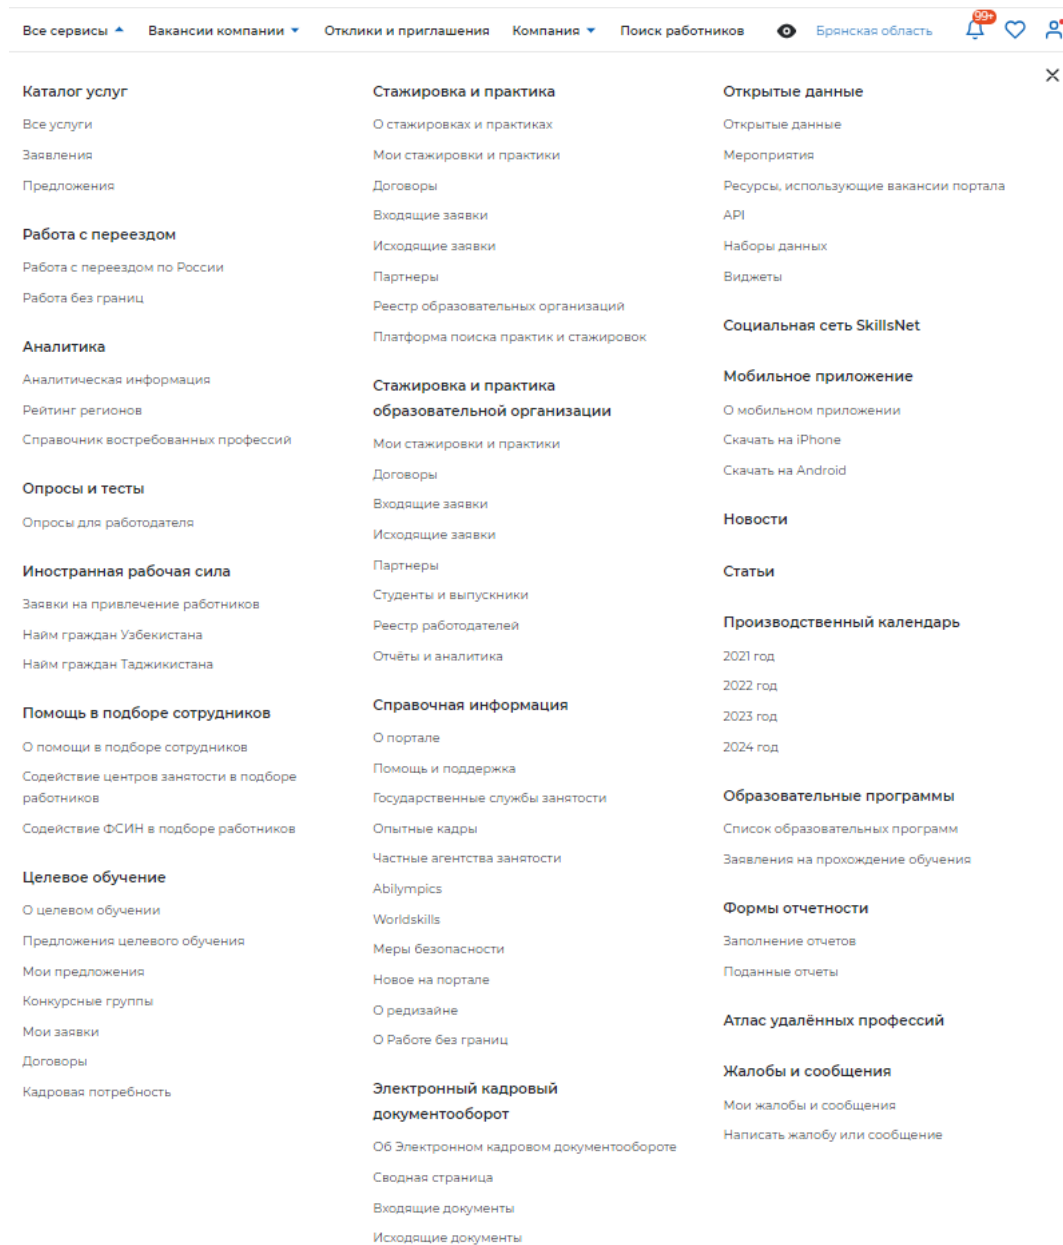 Все сервисы Вакансии компании Отклики и приглашения Компания Поиск работников Брянская область 99+
Каталог услуг
Все услуги
Заявления
Предложения
Работа с переездом
Работа с переездом по России
Работа без границ
Аналитика
Аналитическая информация
Рейтинг регионов
Справочник востребованных профессий
Опросы и тесты
Опросы для работодателя
Иностранная рабочая сила
Заявки на привлечение работников
Найм граждан Узбекистана
Найм граждан Таджикистана
Помощь в подборе сотрудников
О помощи в подборе сотрудников
Содействие центров занятости в подборе
работников
Содействие ФСИН в подборе работников
Целевое обучение
О целевом обучении
Предложения целевого обучения
Мои предложения
Конкурсные группы
Мои заявки
Договоры
Кадровая потребность
Стажировка и практика
О стажировках и практиках
Мои стажировки и практики
Договоры
Входящие заявки
Исходящие заявки
Партнеры
Реестр образовательных организаций
Платформа поиска практик и стажировок
Стажировка и практика
образовательной организации
Мои стажировки и практики
Договоры
Входящие заявки
Исходящие заявки
Партнеры
Студенты и выпускники
Реестр работодателей
Отчёты и аналитика
Справочная информация
О портале
Помощь и поддержка
Государственные службы занятости
Опытные кадры
Частные агентства занятости
Abilympics
Worldskills
Меры безопасности
Новое на портале
О редизайне
О Работе без границ
Электронный кадровый
документооборот
Об Электронном кадровом документообороте
Сводная страница
Входящие документы
Исходящие документы
Открытые данные
Открытые данные
Мероприятия
Ресурсы, использующие вакансии портала
API
Наборы данных
Виджеты
Социальная сеть SkillsNet
Мобильное приложение
О мобильном приложении
Скачать на iPhone
Скачать на Android
Новости
Статьи
Производственный календарь
2021 год
2022 год
2023 год
2024 год
Образовательные программы
Список образовательных программ
Заявления на прохождение обучения
Формы отчетности
Заполнение отчетов
Поданные отчеты
Атлас удалённых профессий
Жалобы и сообщения
Мои жалобы и сообщения
Написать жалобу или сообщение